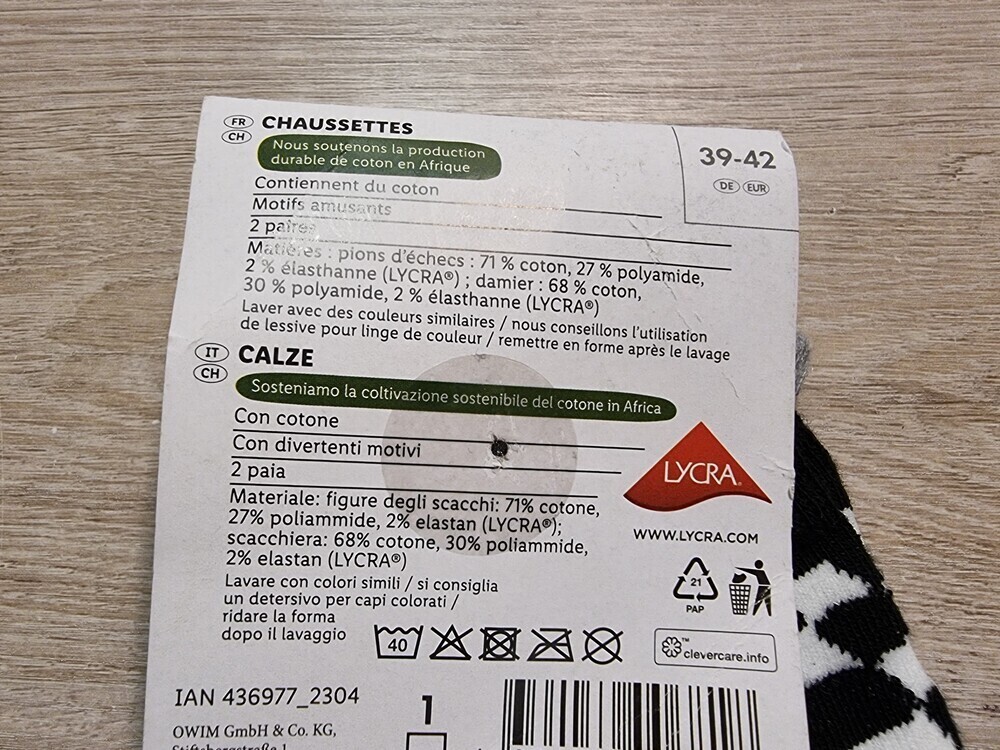 FR
CH
CHAUSSETTES
Nous soutenons la production
durable de coton en Afrique
39-42
DE EUR
Contiennent du coton
Motifs amusants
2 paires
Matières : pions d'échecs : 71 % coton, 27 % polyamide,
2 % élasthanne (LYCRA®) ; damier : 68 % coton,
30 % polyamide, 2 % élasthanne (LYCRA®)
Laver avec des couleurs similaires / nous conseillons l'utilisation
de lessive pour linge de couleur / remettre en forme après le lavage
IT
CH
CALZE
Sosteniamo la coltivazione sostenibile del cotone in Africa
Con cotone
Con divertenti motivi
2 paia
Materiale: figure degli scacchi: 71% cotone,
27% poliammide, 2% elastan (LYCRA®);
scacchiera: 68% cotone, 30% poliammide,
2% elastan (LYCRA®)
Lavare con colori simili / si consiglia
un detersivo per capi colorati /
ridare la forma
dopo il lavaggio
40
LYCRA®
WWW.LYCRA.COM
21
PAP
™
clevercare.info
IAN 436977_2304
1
OWIM GmbH & Co. KG,
Stiftsbergstraße 1